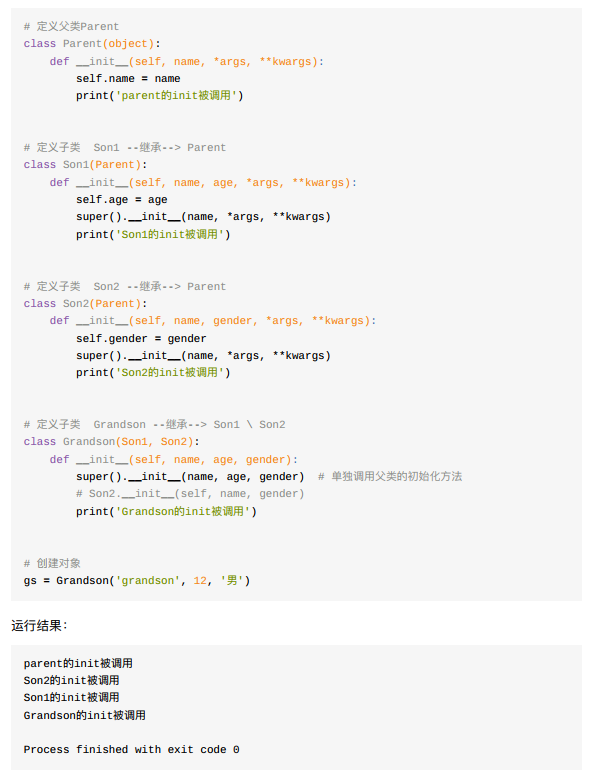 # 定义父类Parent
class Parent(object):
    def __init__(self, name, *args, **kwargs):
        self.name = name
        print('parent的init被调用')
# 定义子类  Son1 --继承--> Parent
class Son1(Parent):
    def __init__(self, name, age, *args, **kwargs):
        self.age = age
        super().__init__(name, *args, **kwargs)
        print('Son1的init被调用')
# 定义子类  Son2 --继承--> Parent
class Son2(Parent):
    def __init__(self, name, gender, *args, **kwargs):
        self.gender = gender
        super().__init__(name, *args, **kwargs)
        print('Son2的init被调用')
# 定义子类  Grandson --继承--> Son1 \ Son2
class Grandson(Son1, Son2):
    def __init__(self, name, age, gender):
        super().__init__(name, age, gender)  # 单独调用父类的初始化方法
        # Son2.__init__(self, name, gender)
        print('Grandson的init被调用')
# 创建对象
gs = Grandson('grandson', 12, '男')
运行结果：
parent的init被调用
Son2的init被调用
Son1的init被调用
Grandson的init被调用
Process finished with exit code 0